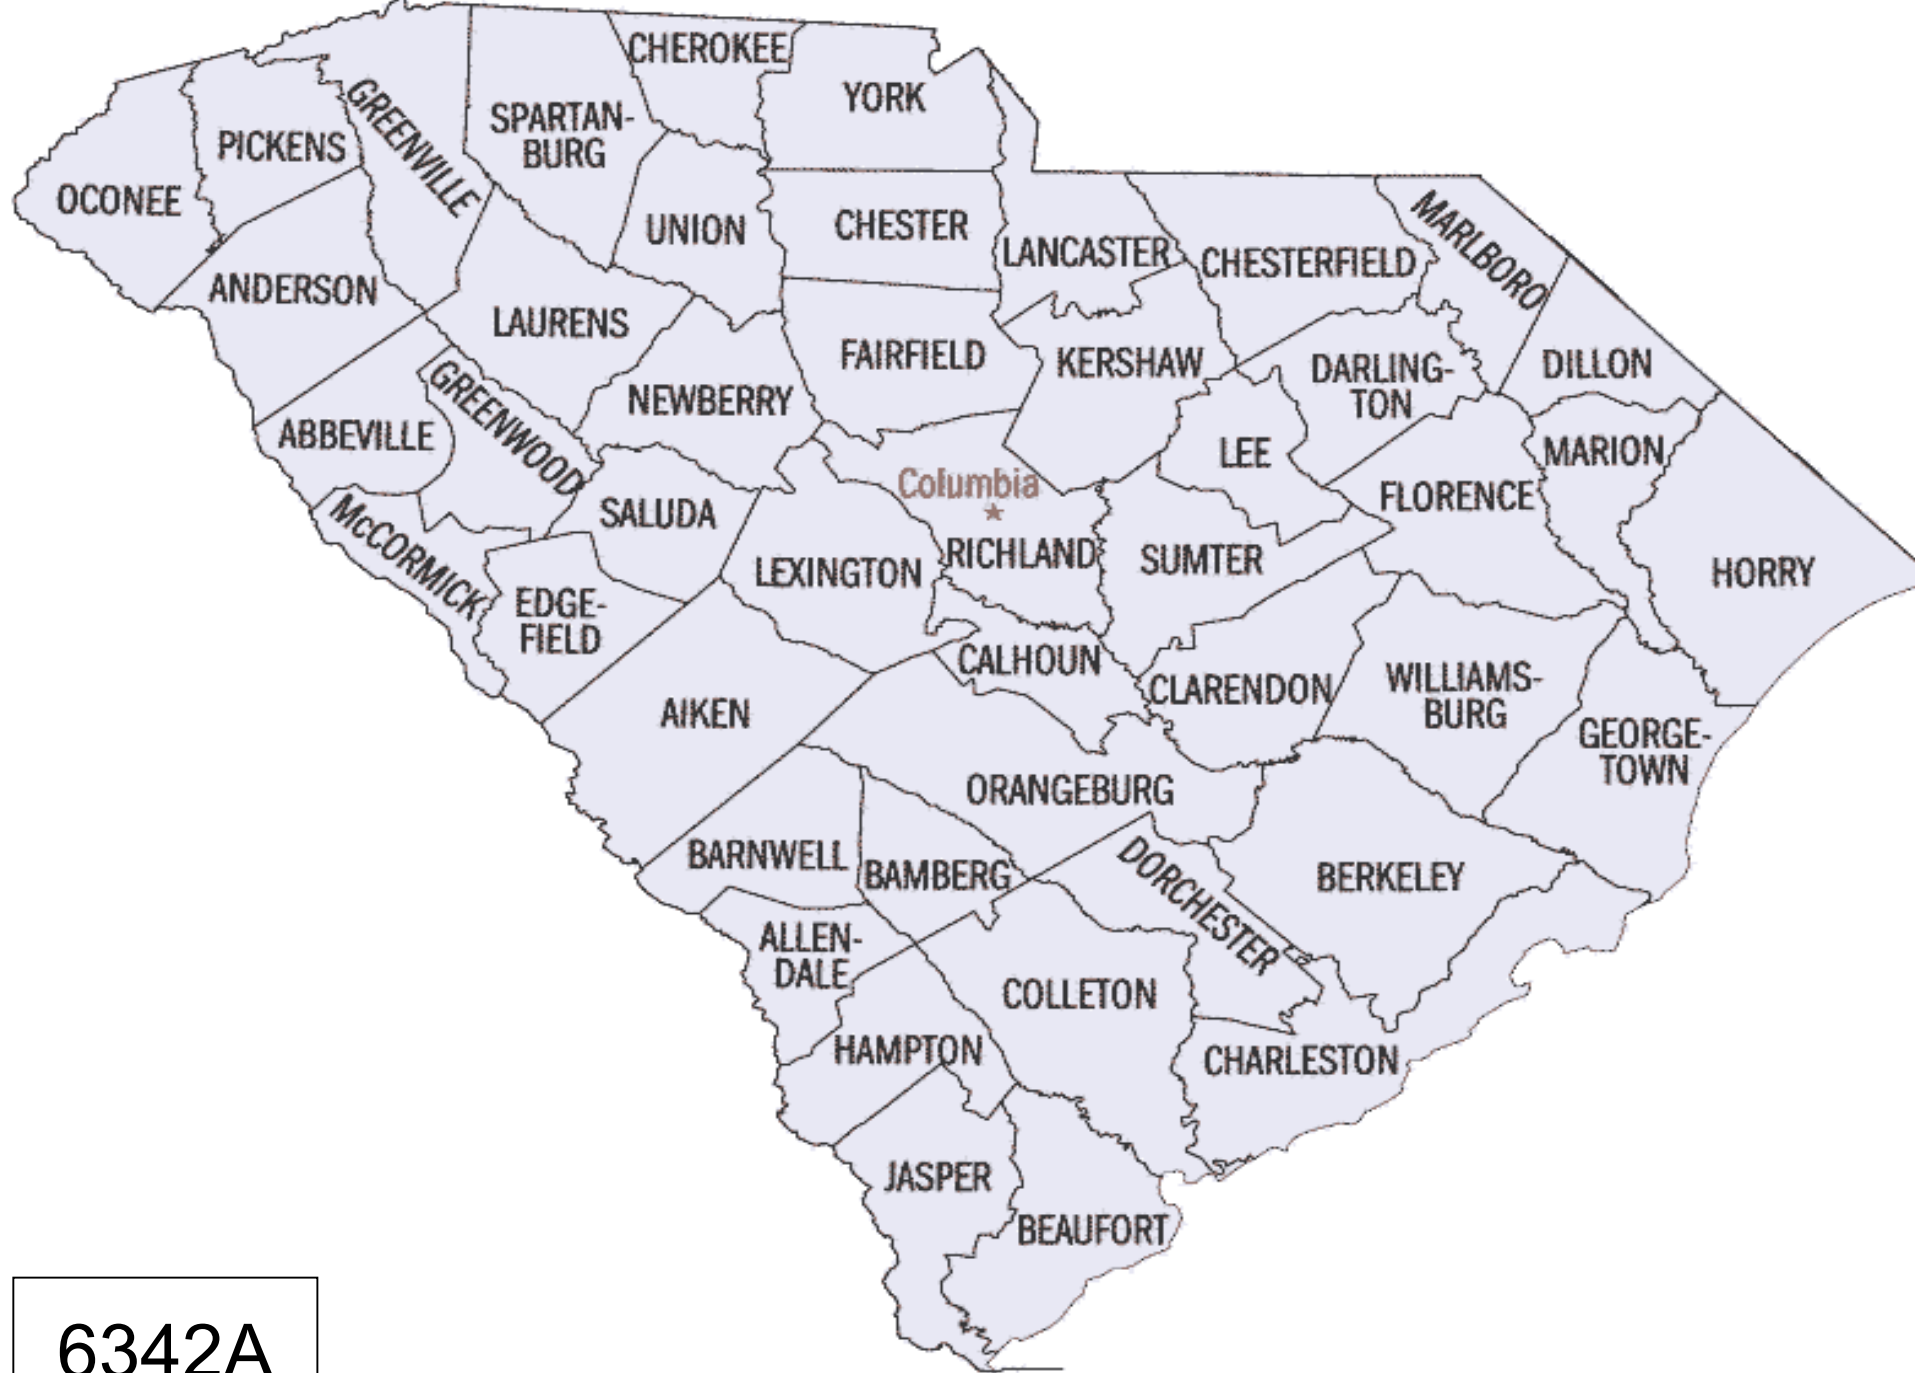 CHEROKEE
YORK
GREENVILLE
SPARTAN-
BURG
PICKENS
OCONEE
UNION
CHESTER
LANCASTER
CHESTERFIELD
MARLBORO
ANDERSON
LAURENS
FAIRFIELD
KERSHAW
DARLING-
TON
DILLON
NEWBERRY
GREENWOOD
ABBEVILLE
LEE
MARION
Columbia
FLORENCE
SALUDA
McCORMICK
LEXINGTON
RICHLAND
SUMTER
HORRY
EDGE-
FIELD
CALHOUN
CLARENDON
WILLIAMS-
BURG
AIKEN
GEORGE-
TOWN
ORANGEBURG
BARNWELL
BAMBERG
DORCHESTER
BERKELEY
ALLEN-
DALE
COLLETON
HAMPTON
CHARLESTON
JASPER
BEAUFORT
6342A